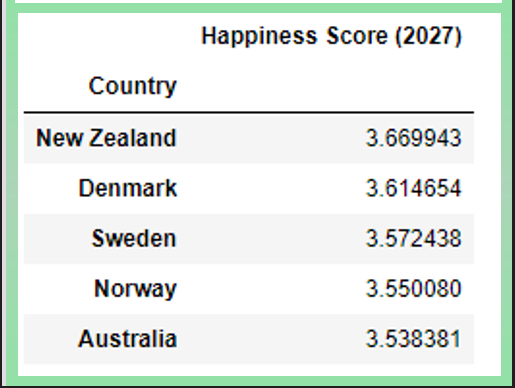 Happiness Score (2027)
Country
New Zealand 3.669943
Denmark 3.614654
Sweden 3.572438
Norway 3.550080
Australia 3.538381